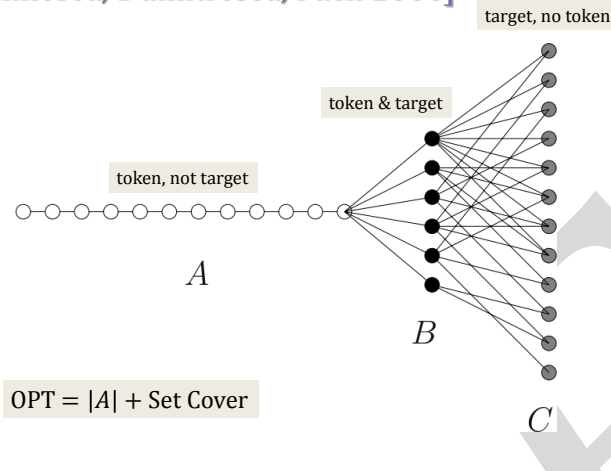 target, no token
token & target
token, not target
A
B
OPT = |A| + Set Cover
C